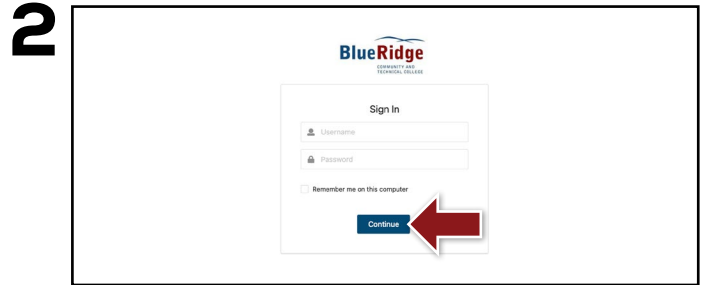 2
BlueRidge
COMMUNITY AND
TECHNICAL COLLEGE
Sign In
Username
Password
Remember me on this computer
Continue